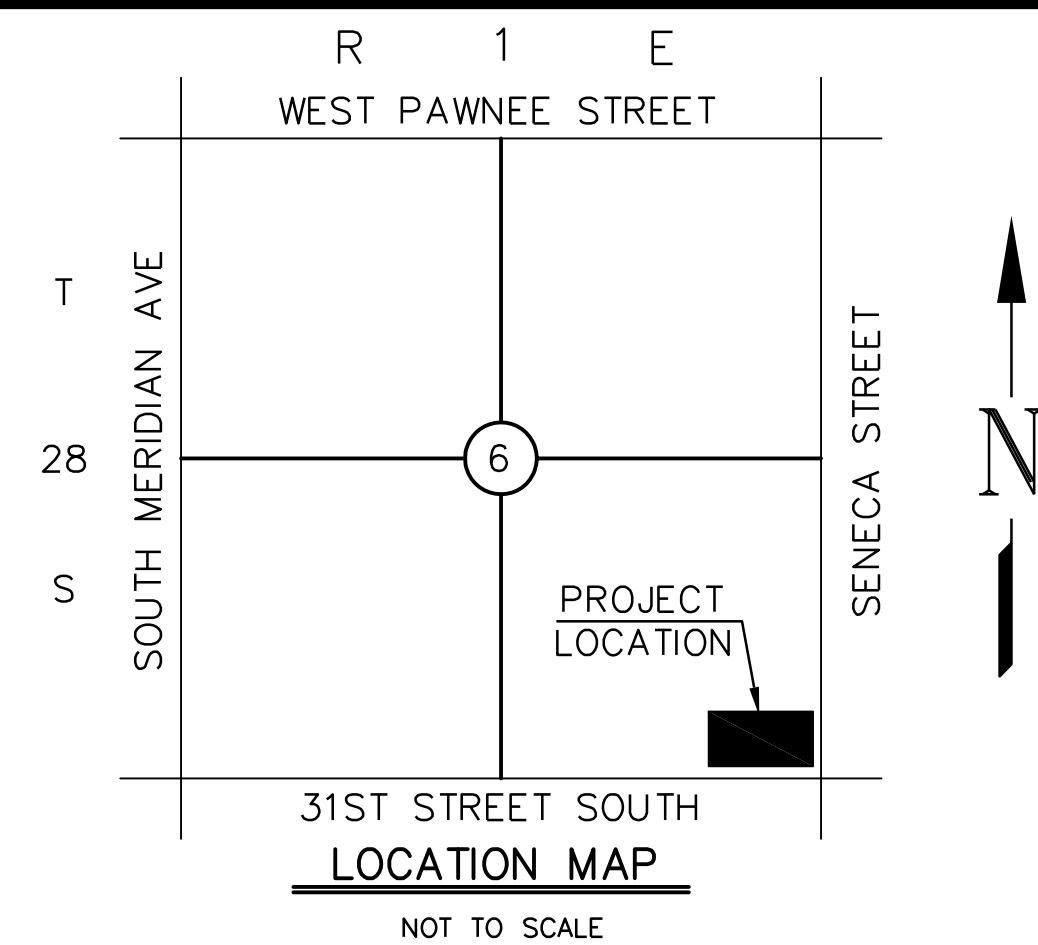 R 1 E
WEST PAWNEE STREET
T
28
S
SOUTH MERIDIAN AVE
6
SENECA STREET
N
PROJECT
LOCATION
31ST STREET SOUTH
LOCATION MAP
NOT TO SCALE